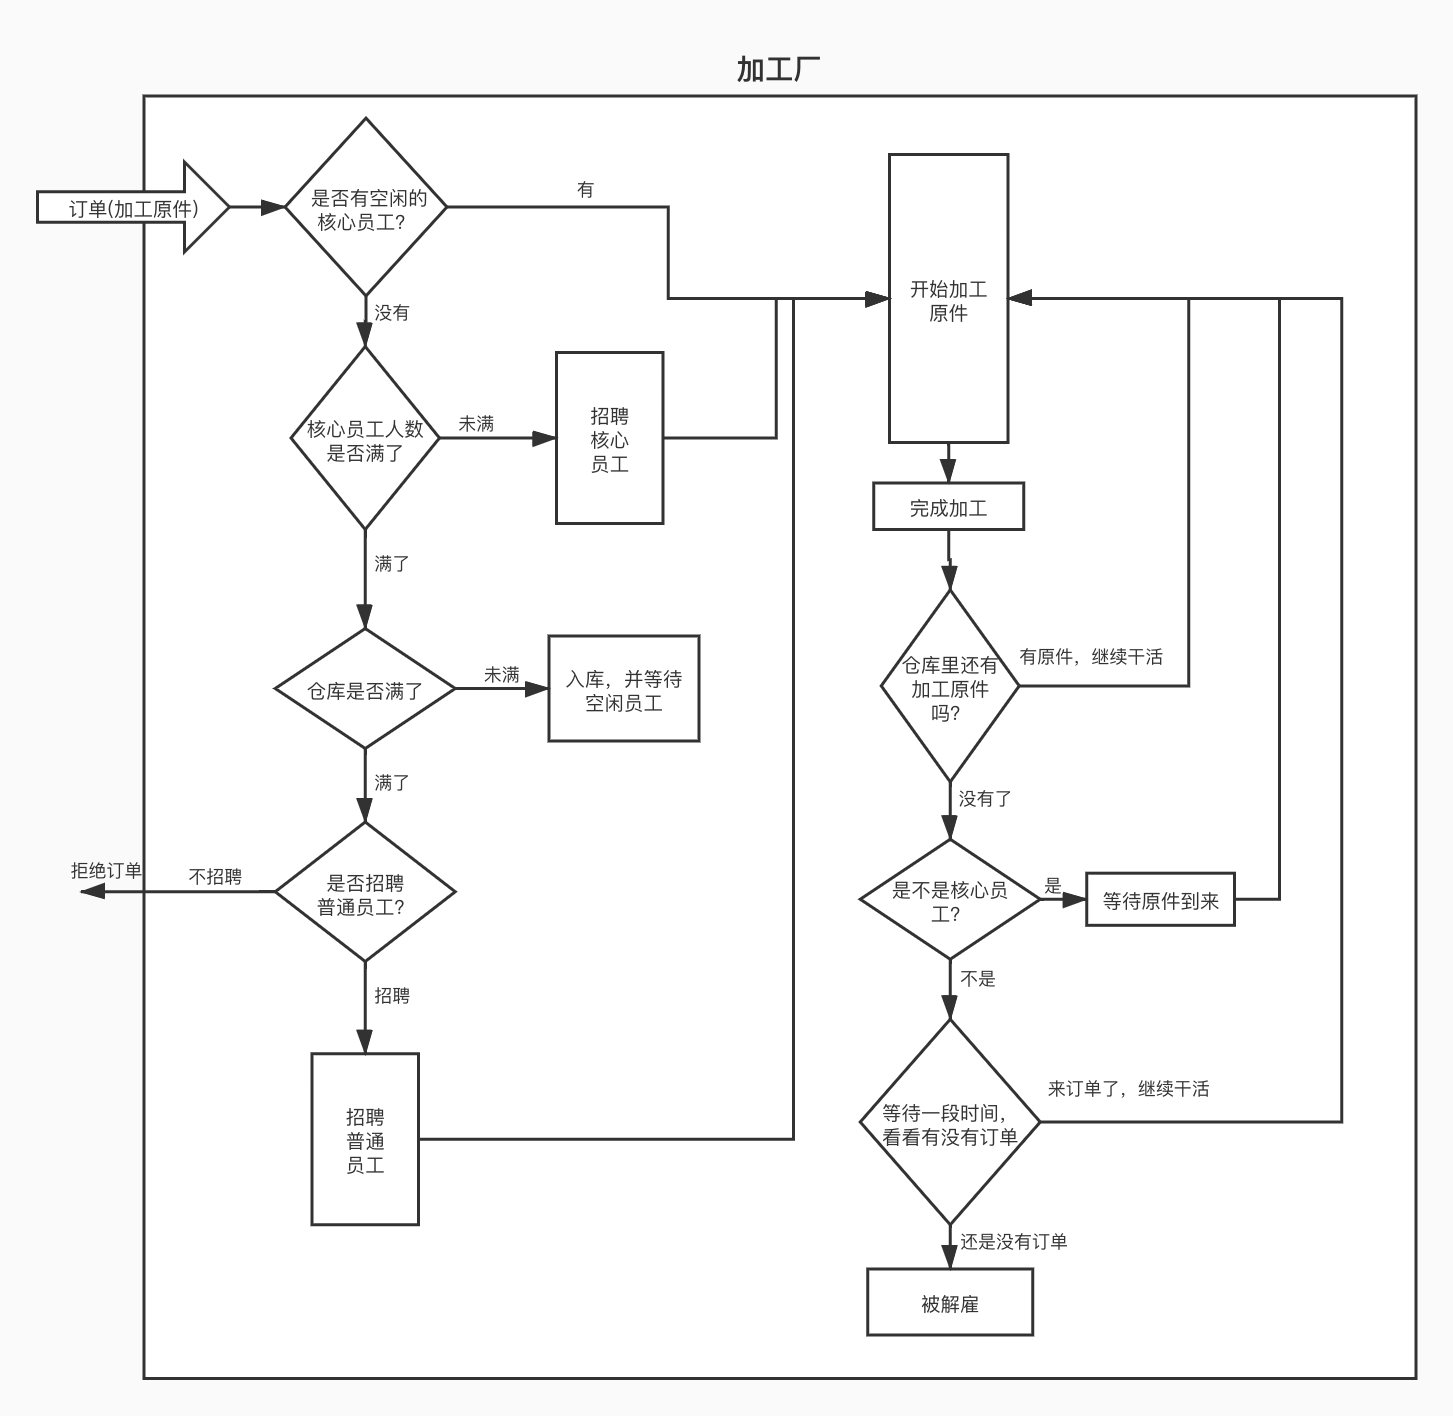 加工厂
订单(加工原件)
是否有空闲的
核心员工?
有
没有
核心员工人数
是否满了
未满
招聘
核心
员工
满了
仓库是否满了
未满
入库，并等待
空闲员工
满了
是否招聘
普通员工?
不招聘
拒绝订单
招聘
招聘
普通
员工
开始加工
原件
完成加工
仓库里还有
加工原件
吗?
有原件，继续干活
没有了
是不是核心员
工?
是
等待原件到来
不是
等待一段时间，
看看有没有订单
来订单了，继续干活
还是没有订单
被解雇